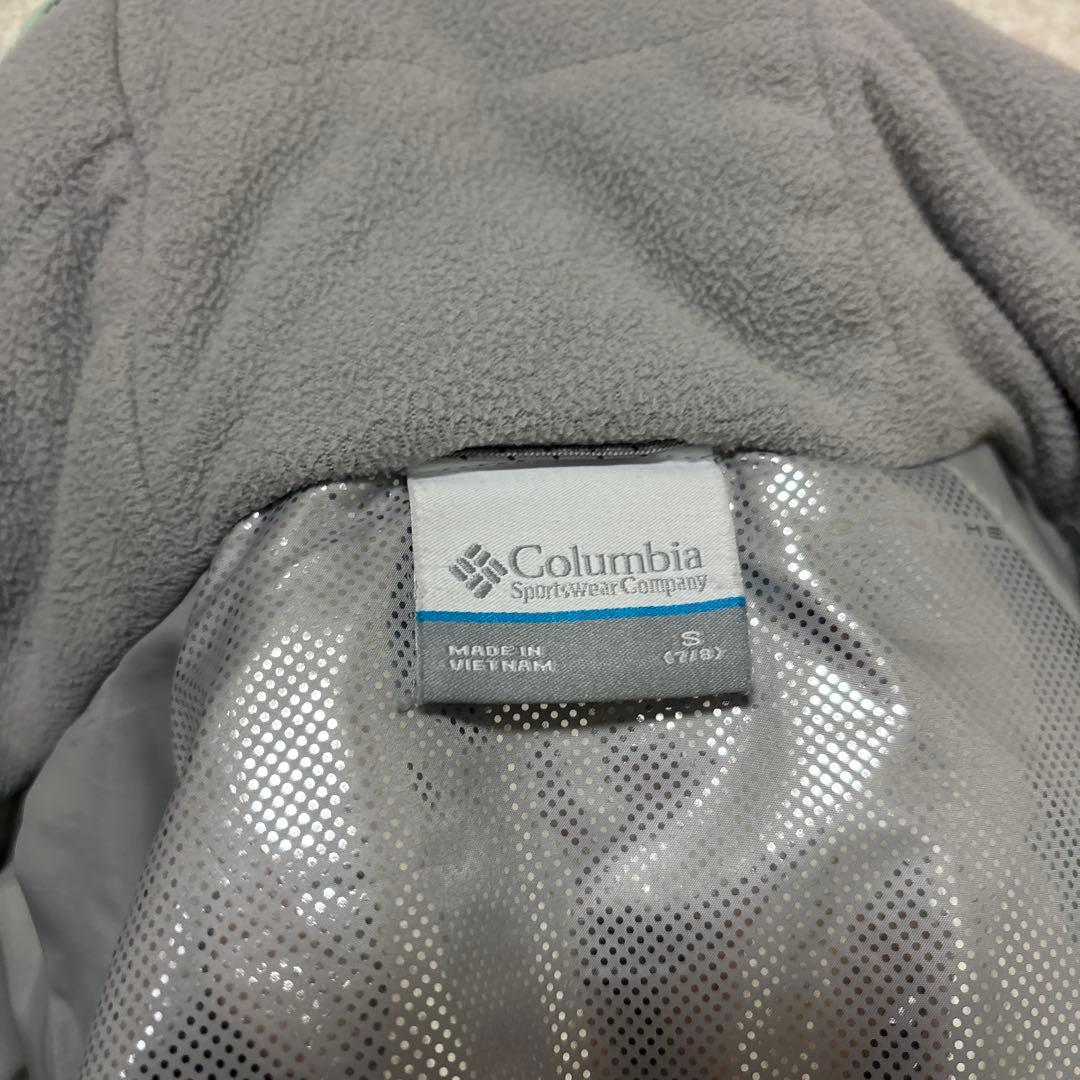 Columbia
Sportswear Company
MADE IN
VIETNAM
S
(7/8)